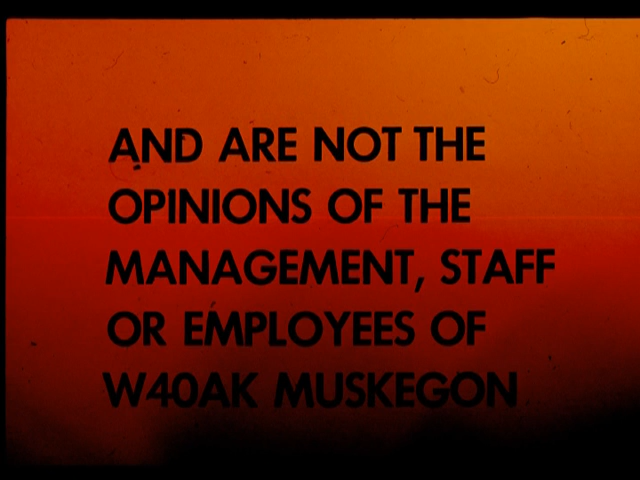 AND ARE NOT THE
OPINIONS OF THE
MANAGEMENT, STAFF
OR EMPLOYEES OF
W40AK MUSKEGON